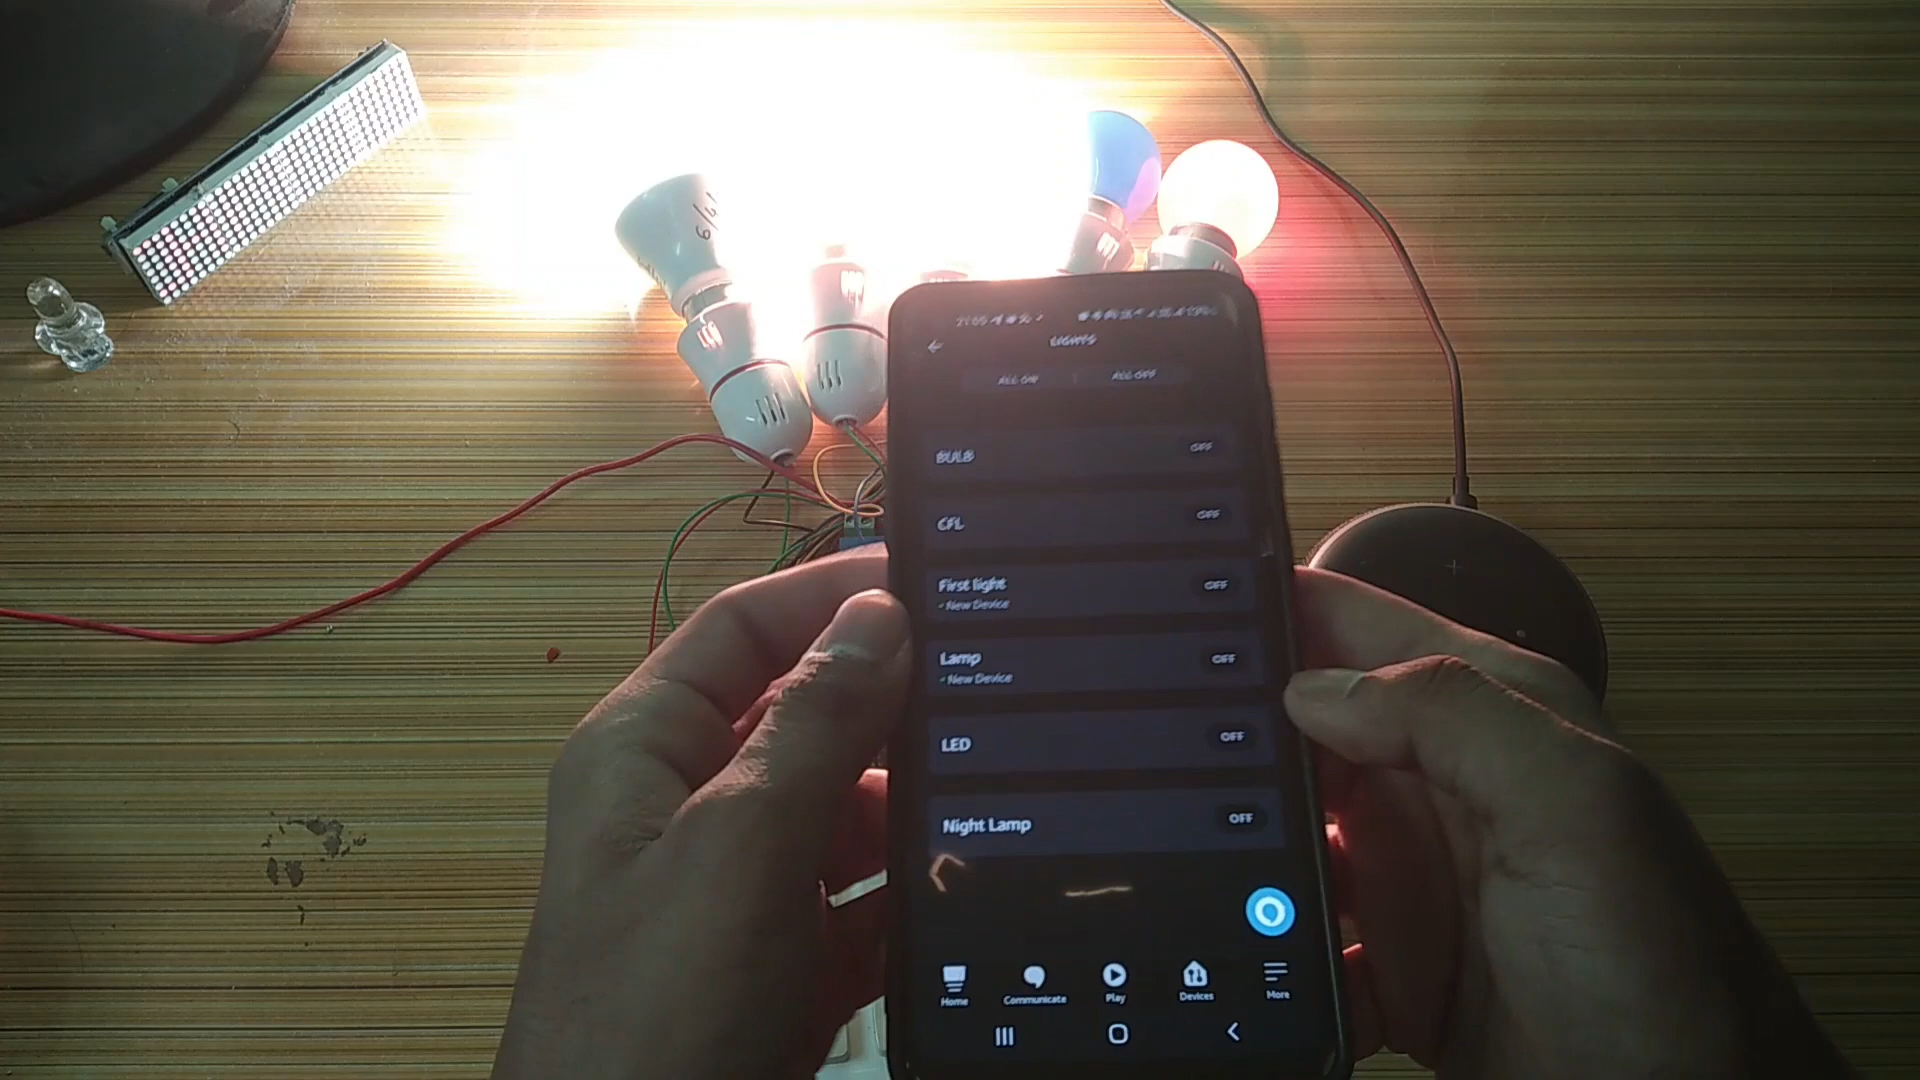 LIGHTS
ALL ON
ALL OFF
BULB
OFF
CFL
OFF
First light
OFF
• New Device
Lamp
OFF
• New Device
LED
OFF
Night Lamp
OFF
Home
Communicate
Play
Devices
More